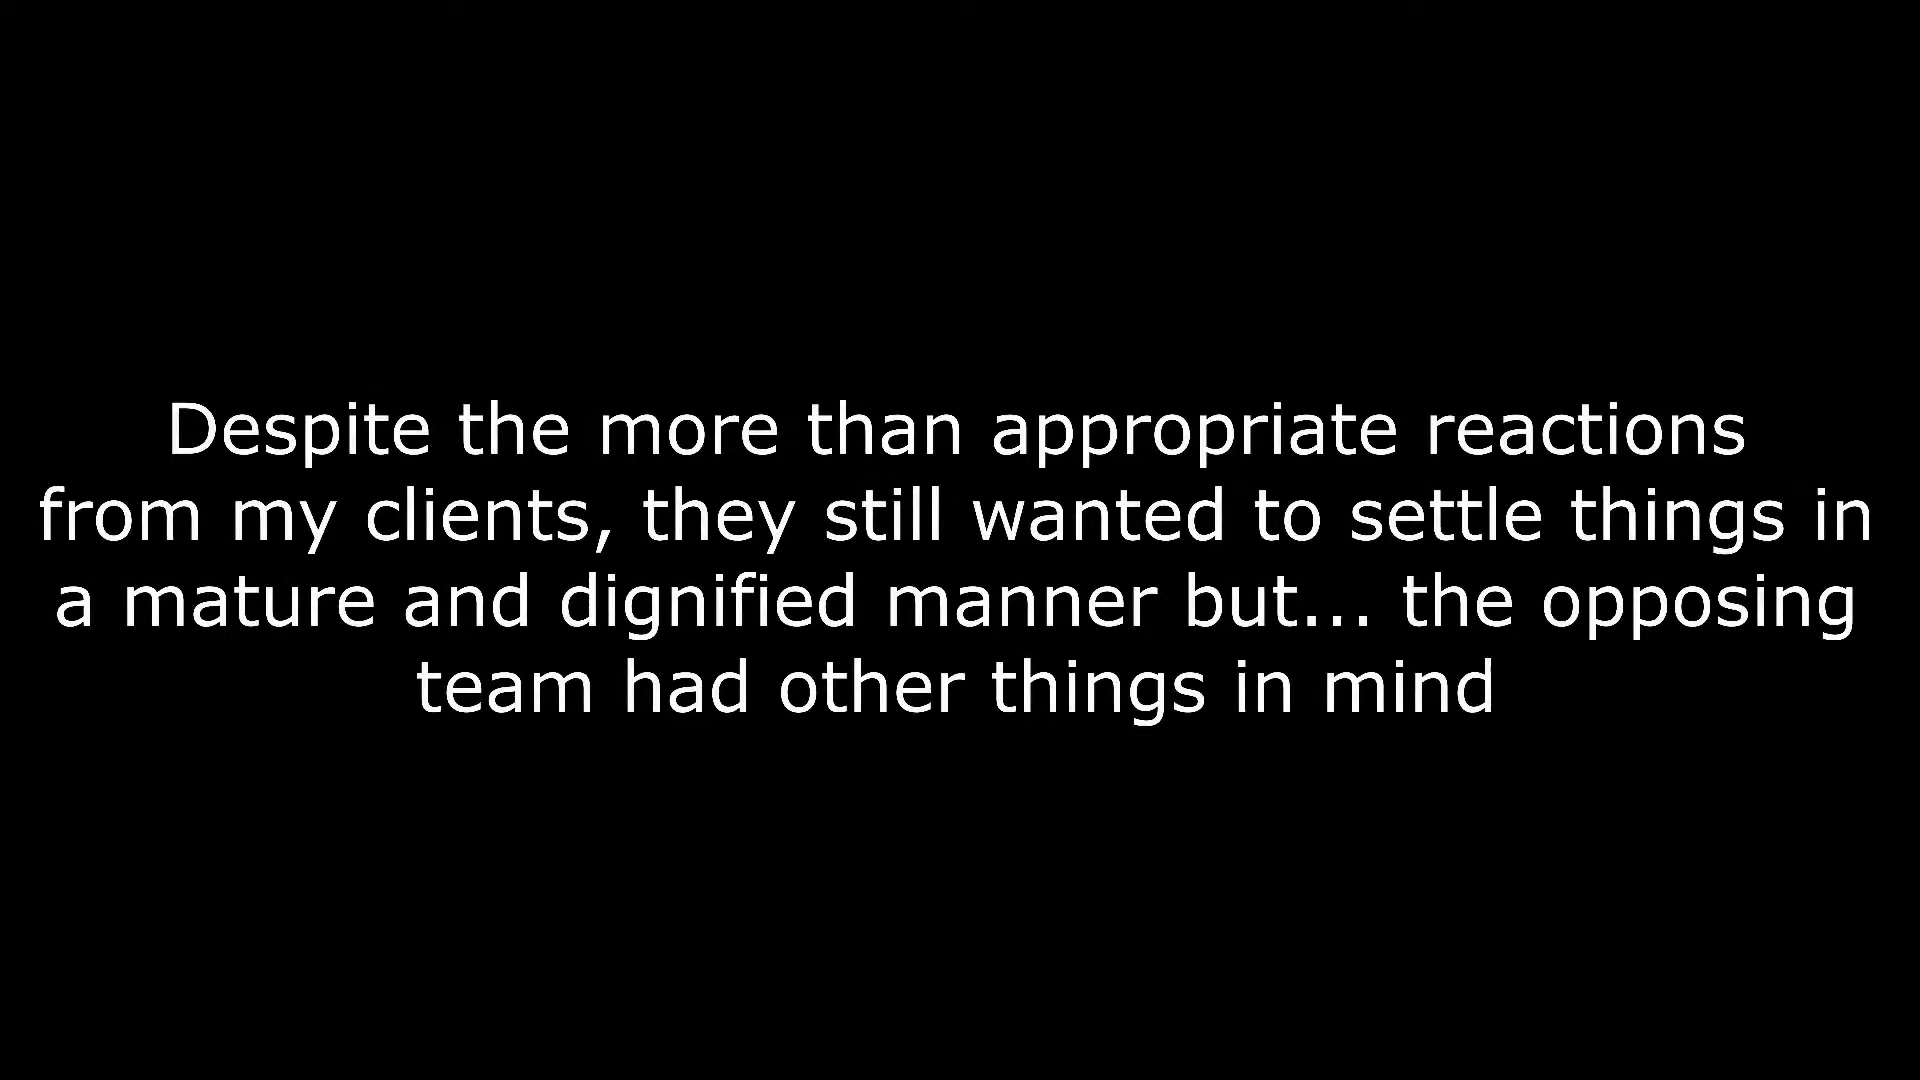 Despite the more than appropriate reactions
from my clients, they still wanted to settle things in
a mature and dignified manner but... the opposing
team had other things in mind